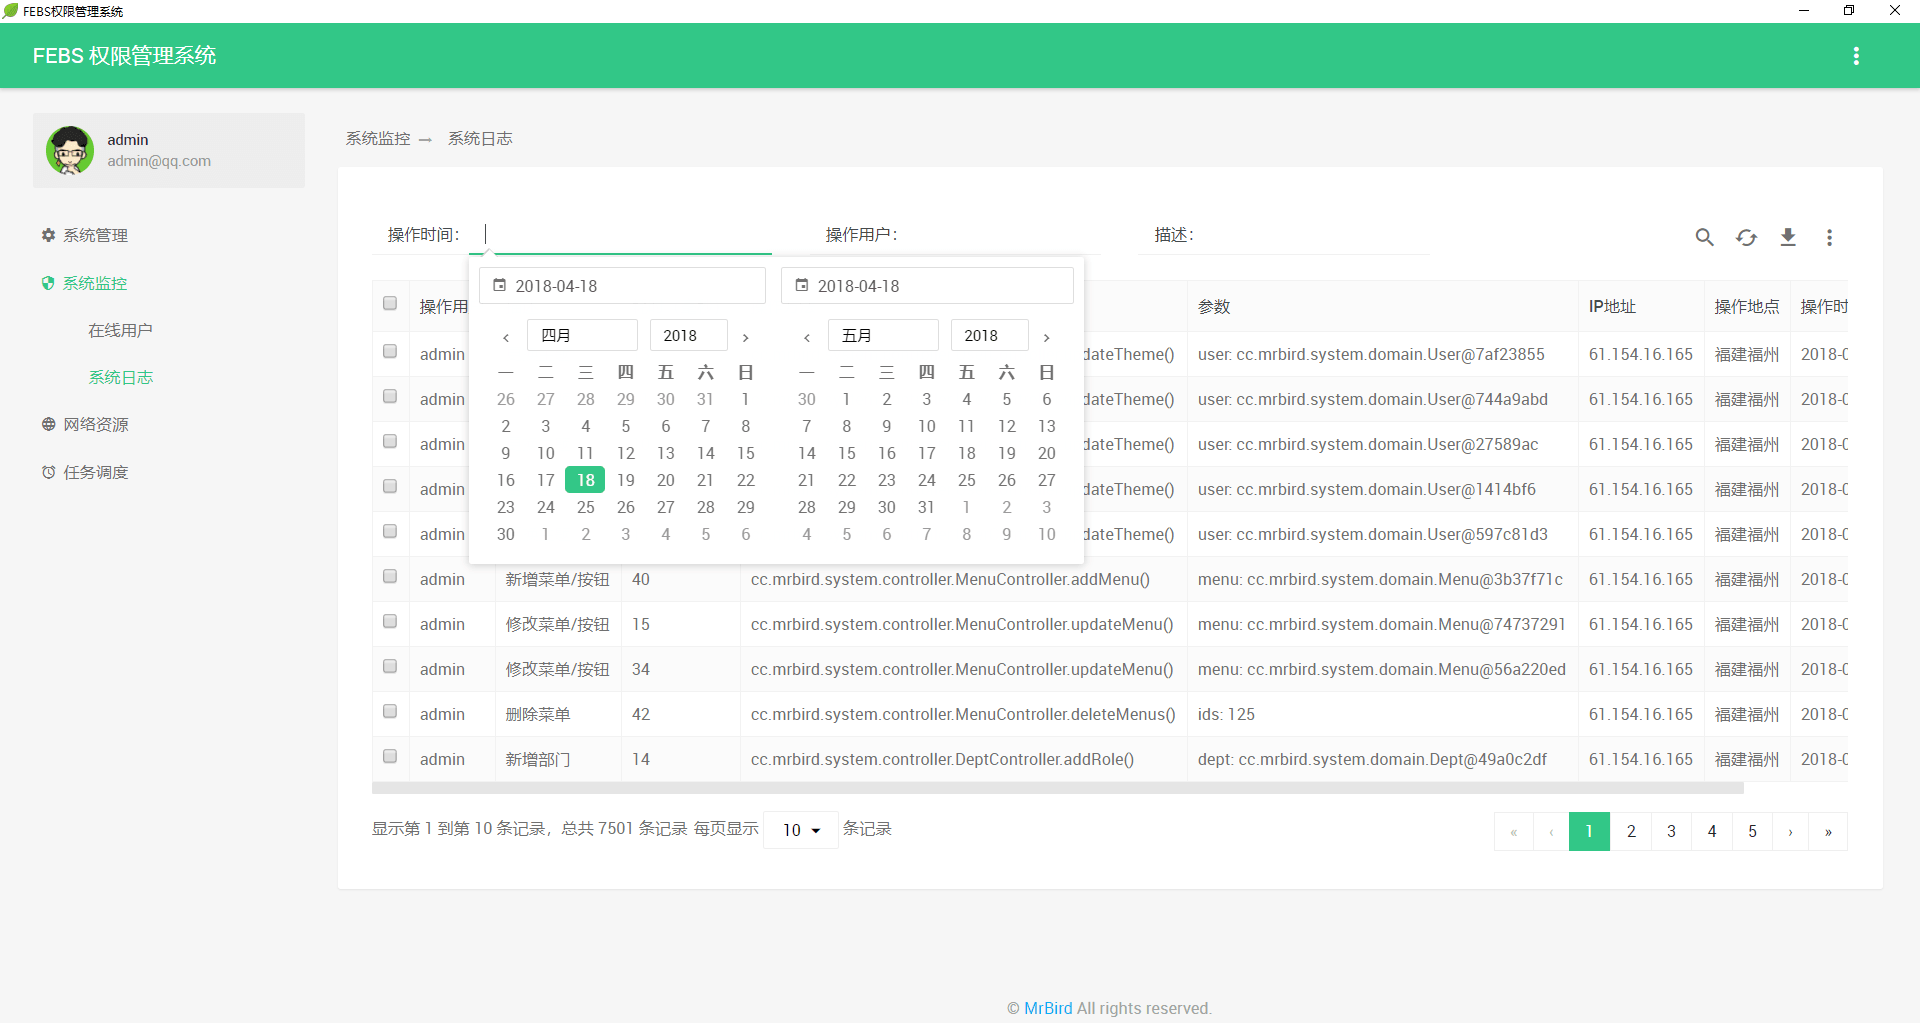 FEBS权限管理系统
FEBS 权限管理系统
admin
admin@qq.com
系统管理
系统监控
在线用户
系统日志
网络资源
任务调度
系统监控 → 系统日志
操作时间： 操作用户： 描述：
2018-04-18 2018-04-18
‹ 四月 2018 › ‹ 五月 2018 ›
一 二 三 四 五 六 日 一 二 三 四 五 六 日
26 27 28 29 30 31 1 30 1 2 3 4 5 6
2 3 4 5 6 7 8 7 8 9 10 11 12 13
9 10 11 12 13 14 15 14 15 16 17 18 19 20
16 17 18 19 20 21 22 21 22 23 24 25 26 27
23 24 25 26 27 28 29 28 29 30 31 1 2 3
30 1 2 3 4 5 6 4 5 6 7 8 9 10
操作用 参数 IP地址 操作地点 操作时
admin dateTheme() user: cc.mrbird.system.domain.User@7af23855 61.154.16.165 福建福州 2018-0
admin dateTheme() user: cc.mrbird.system.domain.User@744a9abd 61.154.16.165 福建福州 2018-0
admin dateTheme() user: cc.mrbird.system.domain.User@27589ac 61.154.16.165 福建福州 2018-0
admin dateTheme() user: cc.mrbird.system.domain.User@1414bf6 61.154.16.165 福建福州 2018-0
admin dateTheme() user: cc.mrbird.system.domain.User@597c81d3 61.154.16.165 福建福州 2018-0
admin 新增菜单/按钮 40 cc.mrbird.system.controller.MenuController.addMenu() menu: cc.mrbird.system.domain.Menu@3b37f71c 61.154.16.165 福建福州 2018-0
admin 修改菜单/按钮 15 cc.mrbird.system.controller.MenuController.updateMenu() menu: cc.mrbird.system.domain.Menu@74737291 61.154.16.165 福建福州 2018-0
admin 修改菜单/按钮 34 cc.mrbird.system.controller.MenuController.updateMenu() menu: cc.mrbird.system.domain.Menu@56a220ed 61.154.16.165 福建福州 2018-0
admin 删除菜单 42 cc.mrbird.system.controller.MenuController.deleteMenus() ids: 125 61.154.16.165 福建福州 2018-0
admin 新增部门 14 cc.mrbird.system.controller.DeptController.addRole() dept: cc.mrbird.system.domain.Dept@49a0c2df 61.154.16.165 福建福州 2018-0
显示第 1 到第 10 条记录，总共 7501 条记录 每页显示 10 条记录
« ‹ 1 2 3 4 5 › »
© MrBird All rights reserved.